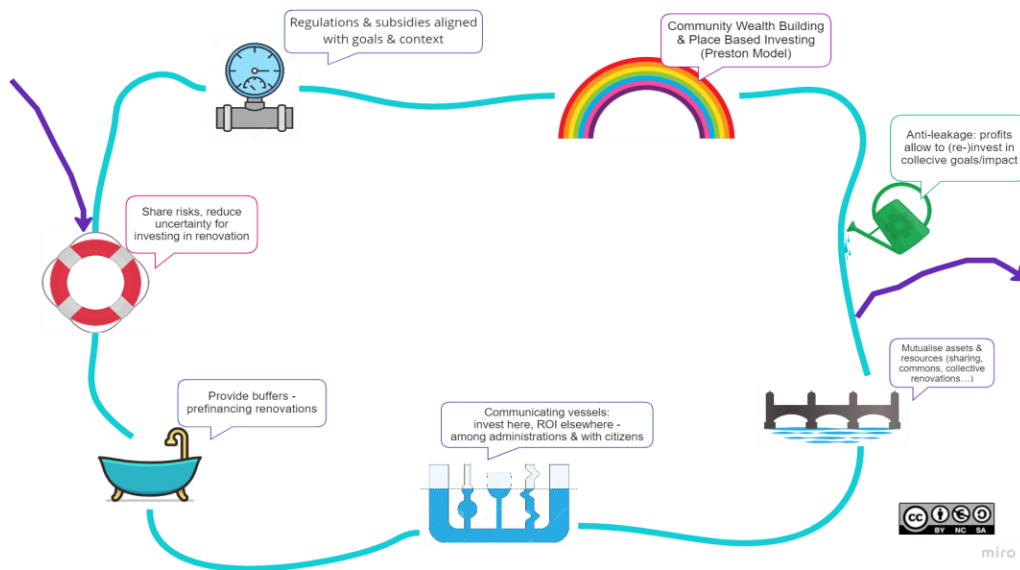 Regulations & subsidies aligned
with goals & context
Community Wealth Building
& Place Based Investing
(Preston Model)
Anti-leakage: profits
allow to (re-)invest in
collecive goals/impact
Share risks, reduce
uncertainty for
investing in renovation
Mutualise assets &
resources (sharing,
commons, collective
renovations…)
Provide buffers -
prefinancing renovations
Communicating vessels:
invest here, ROI elsewhere -
among administrations & with citizens
CC
BY NC SA
miro